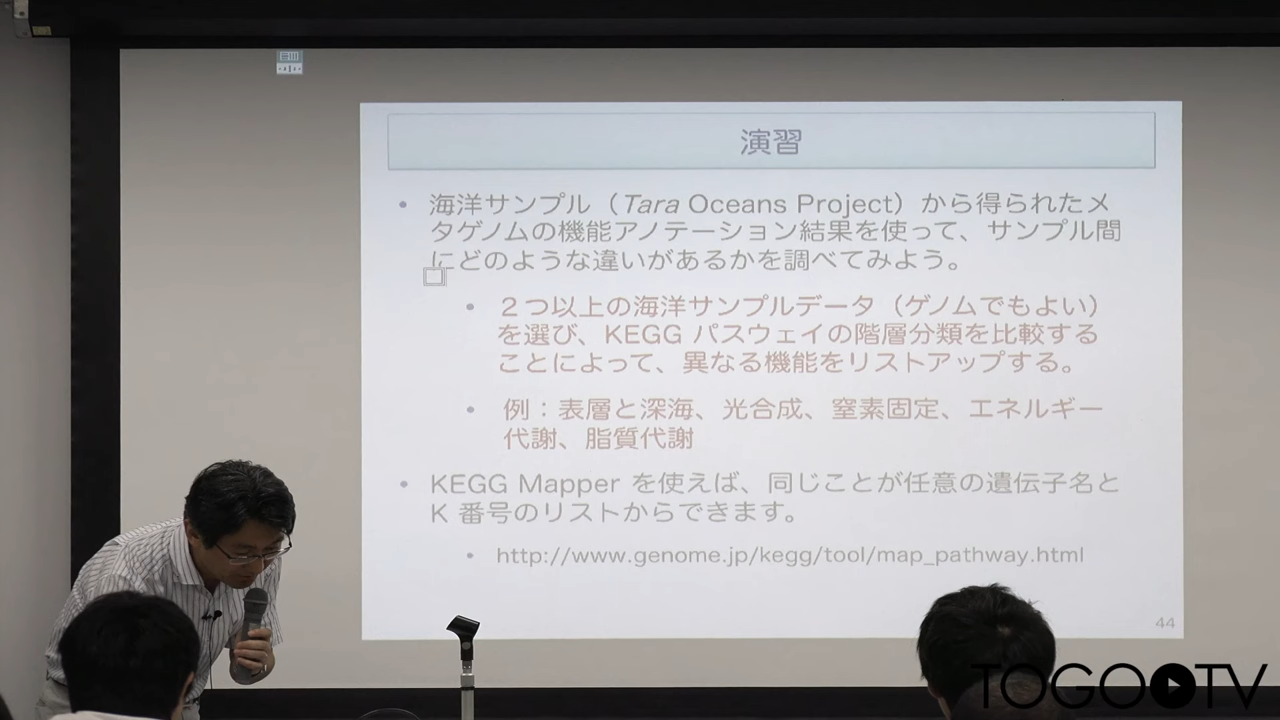 演習
• 海洋サンプル（Tara Oceans Project）から得られたメ
タゲノムの機能アノテーション結果を使って、サンプル間
にどのような違いがあるかを調べてみよう。
• ２つ以上の海洋サンプルデータ（ゲノムでもよい）
を選び、KEGG パスウェイの階層分類を比較する
ことによって、異なる機能をリストアップする。
• 例：表層と深海、光合成、窒素固定、エネルギー
代謝、脂質代謝
• KEGG Mapper を使えば、同じことが任意の遺伝子名と
K 番号のリストからできます。
• http://www.genome.jp/kegg/tool/map_pathway.html
44
TOGOTV